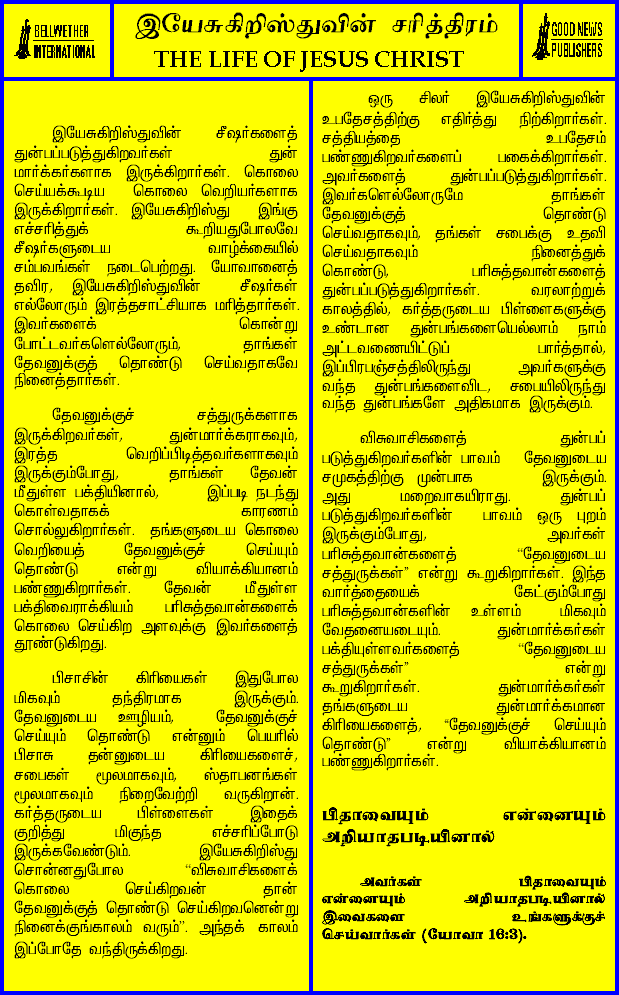 BELLWETHER
INTERNATIONAL
இயேசுகிறிஸ்துவின் சரித்திரம்
THE LIFE OF JESUS CHRIST
GOOD NEWS
PUBLISHERS
இயேசுகிறிஸ்துவின் சீஷர்களைத்
துன்பப்படுத்துகிறவர்கள் துன்
மார்க்கர்களாக இருக்கிறார்கள். கொலை
செய்யக்கூடிய கொலை வெறியர்களாக
இருக்கிறார்கள். இயேசுகிறிஸ்து இங்கு
எச்சரித்துக் கூறியதுபோலவே
சீஷர்களுடைய வாழ்க்கையில்
சம்பவங்கள் நடைபெற்றது. யோவானைத்
தவிர, இயேசுகிறிஸ்துவின் சீஷர்கள்
எல்லோரும் இரத்தசாட்சியாக மரித்தார்கள்.
இவர்களைக் கொன்று
போட்டவர்களெல்லோரும், தாங்கள்
தேவனுக்குத் தொண்டு செய்வதாகவே
நினைத்தார்கள்.
தேவனுக்குச் சத்துருக்களாக
இருக்கிறவர்கள், துன்மார்க்கராகவும்,
இரத்த வெறிப்பிடித்தவர்களாகவும்
இருக்கும்போது, தாங்கள் தேவன்
மீதுள்ள பக்தியினால், இப்படி நடந்து
கொள்வதாகக் காரணம்
சொல்லுகிறார்கள். தங்களுடைய கொலை
வெறியைத் தேவனுக்குச் செய்யும்
தொண்டு என்று வியாக்கியானம்
பண்ணுகிறார்கள். தேவன் மீதுள்ள
பக்திவைராக்கியம் பரிசுத்தவான்களைக்
கொலை செய்கிற அளவுக்கு இவர்களைத்
தூண்டுகிறது.
பிசாசின் கிரியைகள் இதுபோல
மிகவும் தந்திரமாக இருக்கும்.
தேவனுடைய ஊழியம், தேவனுக்குச்
செய்யும் தொண்டு என்னும் பெயரில்
பிசாசு தன்னுடைய கிரியைகளைச்,
சபைகள் மூலமாகவும், ஸ்தாபனங்கள்
மூலமாகவும் நிறைவேற்றி வருகிறான்.
கர்த்தருடைய பிள்ளைகள் இதைக்
குறித்து மிகுந்த எச்சரிப்போடு
இருக்கவேண்டும். இயேசுகிறிஸ்து
சொன்னதுபோல “விசுவாசிகளைக்
கொலை செய்கிறவன் தான்
தேவனுக்குத் தொண்டு செய்கிறவனென்று
நினைக்குங்காலம் வரும்”. அந்தக் காலம்
இப்போதே வந்திருக்கிறது.
ஒரு சிலர் இயேசுகிறிஸ்துவின்
உபதேசத்திற்கு எதிர்த்து நிற்கிறார்கள்.
சத்தியத்தை உபதேசம்
பண்ணுகிறவர்களைப் பகைக்கிறார்கள்.
அவர்களைத் துன்பப்படுத்துகிறார்கள்.
இவர்களெல்லோருமே தாங்கள்
தேவனுக்குத் தொண்டு
செய்வதாகவும், தங்கள் சபைக்கு உதவி
செய்வதாகவும் நினைத்துக்
கொண்டு, பரிசுத்தவான்களைத்
துன்பப்படுத்துகிறார்கள். வரலாற்றுக்
காலத்தில், கர்த்தருடைய பிள்ளைகளுக்கு
உண்டான துன்பங்களையெல்லாம் நாம்
அட்டவணையிட்டுப் பார்த்தால்,
இப்பிரபஞ்சத்திலிருந்து அவர்களுக்கு
வந்த துன்பங்களைவிட, சபையிலிருந்து
வந்த துன்பங்களே அதிகமாக இருக்கும்.
விசுவாசிகளைத் துன்பப்
படுத்துகிறவர்களின் பாவம் தேவனுடைய
சமுகத்திற்கு முன்பாக இருக்கும்.
அது மறைவாகயிராது. துன்பப்
படுத்துகிறவர்களின் பாவம் ஒரு புறம்
இருக்கும்போது, அவர்கள்
பரிசுத்தவான்களைத் “தேவனுடைய
சத்துருக்கள்” என்று கூறுகிறார்கள். இந்த
வார்த்தையைக் கேட்கும்போது
பரிசுத்தவான்களின் உள்ளம் மிகவும்
வேதனையடையும். துன்மார்க்கர்கள்
பக்தியுள்ளவர்களைத் “தேவனுடைய
சத்துருக்கள்” என்று
கூறுகிறார்கள். துன்மார்க்கர்கள்
தங்களுடைய துன்மார்க்கமான
கிரியைகளைத், “தேவனுக்குச் செய்யும்
தொண்டு” என்று வியாக்கியானம்
பண்ணுகிறார்கள்.
பிதாவையும் என்னையும்
அறியாதபடியினால்
அவர்கள் பிதாவையும்
என்னையும் அறியாதபடியினால்
இவைகளை உங்களுக்குச்
செய்வார்கள் (யோவா 16:3).